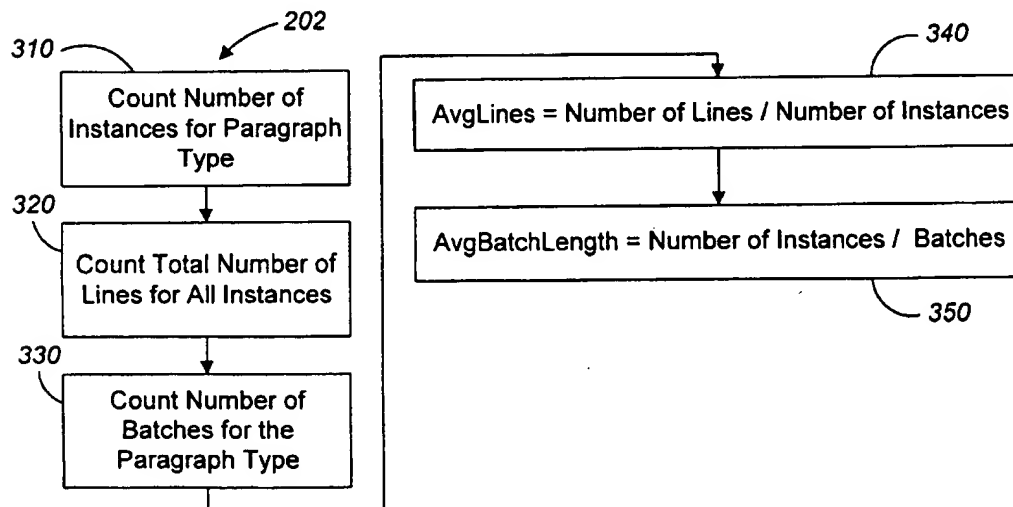 202
310
Count Number of
Instances for Paragraph
Type
320
Count Total Number of
Lines for All Instances
330
Count Number of
Batches for the
Paragraph Type
340
AvgLines = Number of Lines / Number of Instances
AvgBatchLength = Number of Instances / Batches
350